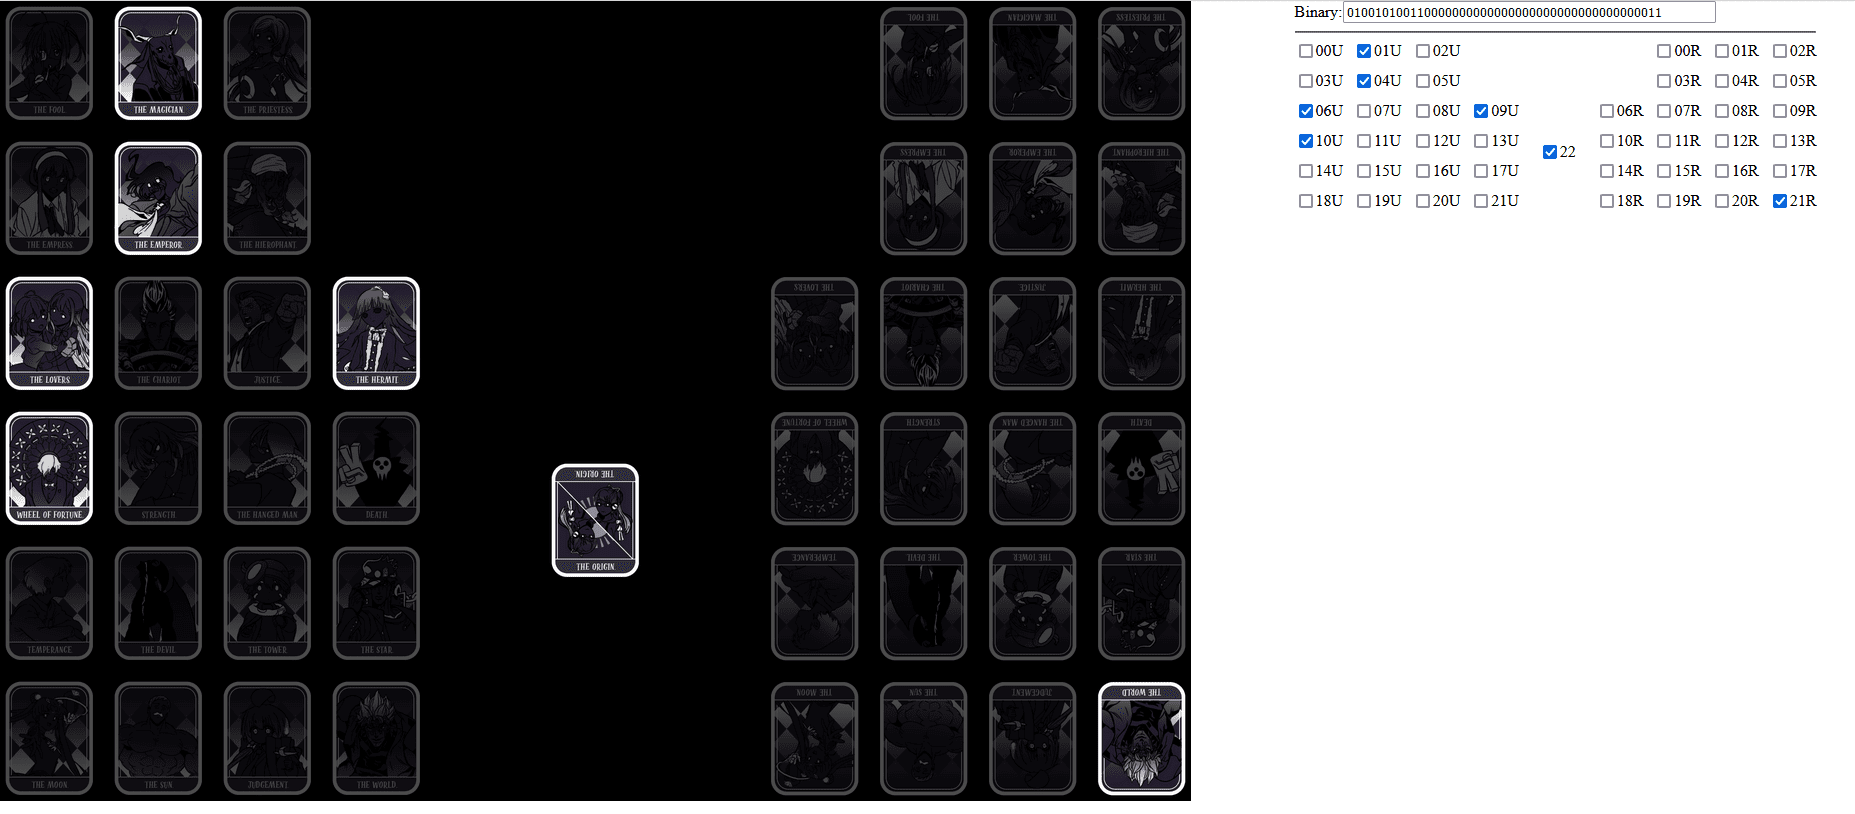 THE FOOL THE MAGICIAN THE PRIESTESS THE FOOL THE MAGICIAN THE PRIESTESS
THE EMPRESS THE EMPEROR THE HIEROPHANT THE EMPRESS THE EMPEROR THE HIEROPHANT
THE LOVERS THE CHARIOT JUSTICE THE HERMIT THE LOVERS THE CHARIOT JUSTICE THE HERMIT
WHEEL OF FORTUNE STRENGTH THE HANGED MAN DEATH WHEEL OF FORTUNE STRENGTH THE HANGED MAN DEATH
THE ORIGIN
THE ORIGIN
TEMPERANCE THE DEVIL THE TOWER THE STAR TEMPERANCE THE DEVIL THE TOWER THE STAR
THE MOON THE SUN JUDGEMENT THE WORLD THE MOON THE SUN JUDGEMENT THE WORLD
Binary: 010010100110000000000000000000000000000000011
00U 01U 02U 00R 01R 02R
03U 04U 05U 03R 04R 05R
06U 07U 08U 09U 06R 07R 08R 09R
10U 11U 12U 13U 10R 11R 12R 13R
22
14U 15U 16U 17U 14R 15R 16R 17R
18U 19U 20U 21U 18R 19R 20R 21R